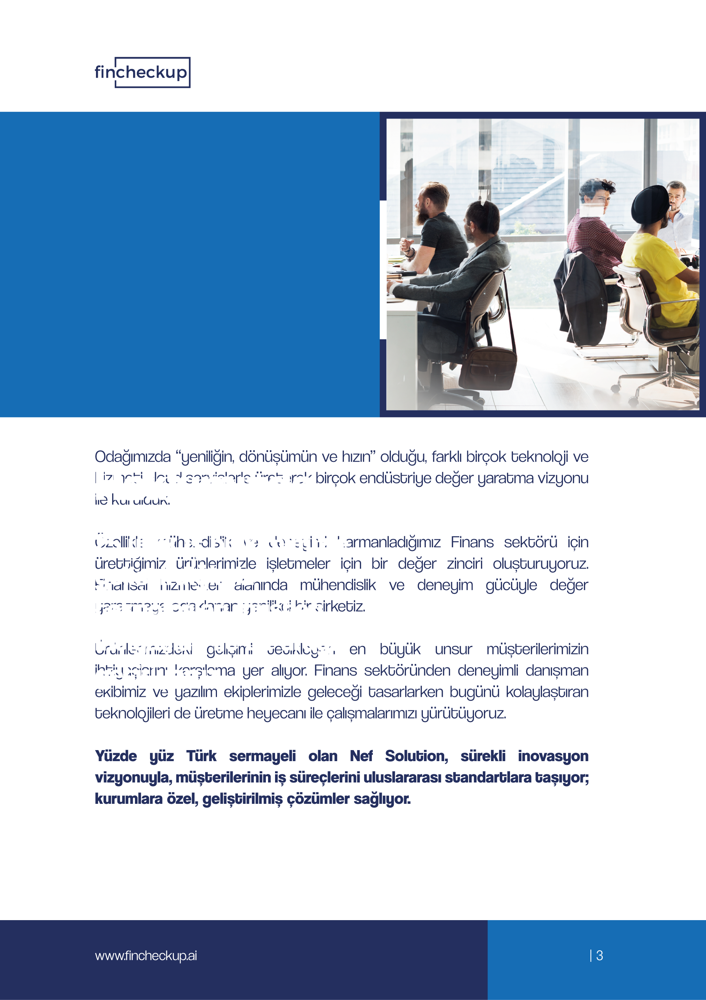 fincheckup
Odağımızda “yeniliğin, dönüşümün ve hızın” olduğu, farklı birçok teknoloji ve
hizmeti cloud servislerle üreterek birçok endüstriye değer yaratma vizyonu
ile kurulduk.
Özellikle mühendislik ve deneyimi harmanladığımız Finans sektörü için
ürettiğimiz ürünlerimizle işletmeler için bir değer zinciri oluşturuyoruz.
Finansal hizmetler alanında mühendislik ve deneyim gücüyle değer
yaratmaya odaklanan yenilikçi bir şirketiz.
Ürünlerimizdeki gelişimi tetikleyen en büyük unsur müşterilerimizin
ihtiyaçlarını karşılama yer alıyor. Finans sektöründen deneyimli danışman
ekibimiz ve yazılım ekiplerimizle geleceği tasarlarken bugünü kolaylaştıran
teknolojileri de üretme heyecanı ile çalışmalarımızı yürütüyoruz.
Yüzde yüz Türk sermayeli olan Nef Solution, sürekli inovasyon
vizyonuyla, müşterilerinin iş süreçlerini uluslararası standartlara taşıyor;
kurumlara özel, geliştirilmiş çözümler sağlıyor.
www.fincheckup.ai
| 3